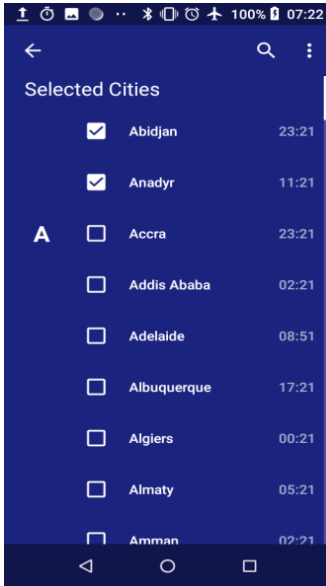 100% 07:22
Selected Cities
Abidjan 23:21
Anadyr 11:21
A Accra 23:21
Addis Ababa 02:21
Adelaide 08:51
Albuquerque 17:21
Algiers 00:21
Almaty 05:21
Amman 02:21